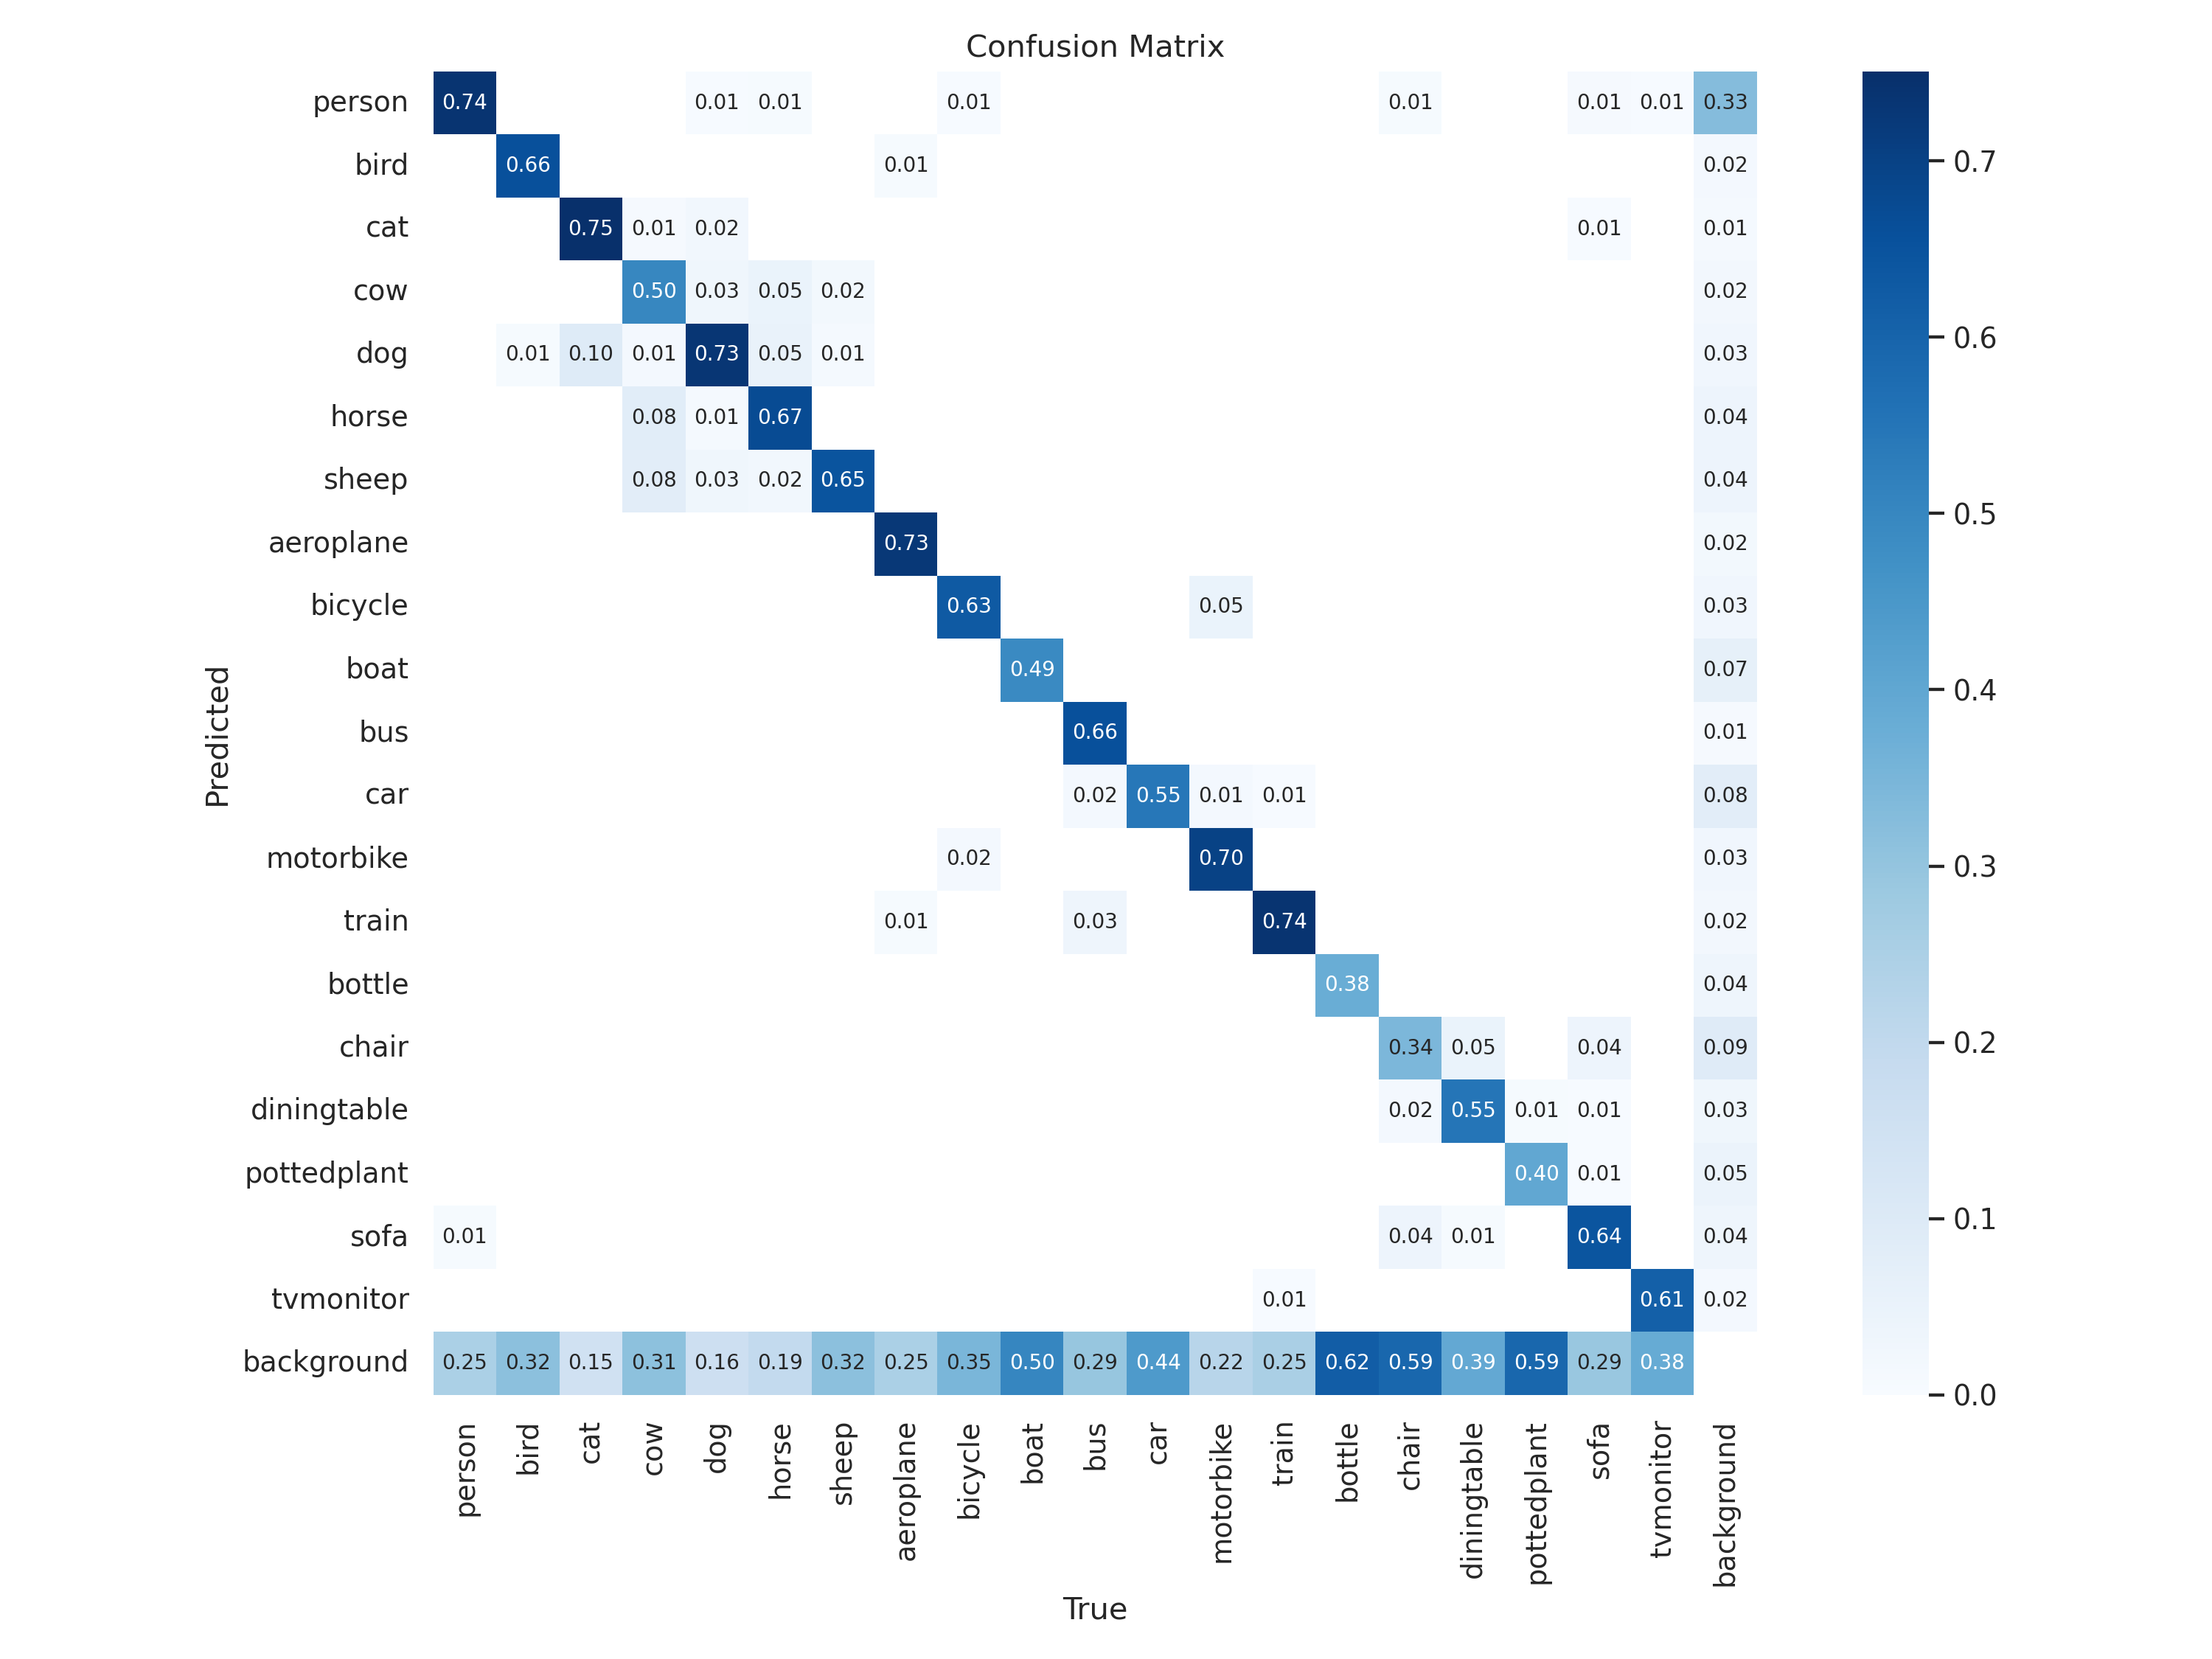 Confusion Matrix
person 0.74 0.01 0.01 0.01 0.01 0.01 0.01 0.33
bird 0.66 0.01 0.02
cat 0.75 0.01 0.02 0.01 0.01
cow 0.50 0.03 0.05 0.02 0.02
dog 0.01 0.10 0.01 0.73 0.05 0.01 0.03
horse 0.08 0.01 0.67 0.04
sheep 0.08 0.03 0.02 0.65 0.04
aeroplane 0.73 0.02
bicycle 0.63 0.05 0.03
boat 0.49 0.07
bus 0.66 0.01
car 0.02 0.55 0.01 0.01 0.08
motorbike 0.02 0.70 0.03
train 0.01 0.03 0.74 0.02
bottle 0.38 0.04
chair 0.34 0.05 0.04 0.09
diningtable 0.02 0.55 0.01 0.01 0.03
pottedplant 0.40 0.01 0.05
sofa 0.01 0.04 0.01 0.64 0.04
tvmonitor 0.01 0.61 0.02
background 0.25 0.32 0.15 0.31 0.16 0.19 0.32 0.25 0.35 0.50 0.29 0.44 0.22 0.25 0.62 0.59 0.39 0.59 0.29 0.38
Predicted
person
bird
cat
cow
dog
horse
sheep
aeroplane
bicycle
boat
bus
car
motorbike
train
bottle
chair
diningtable
pottedplant
sofa
tvmonitor
background
True
0.7
0.6
0.5
0.4
0.3
0.2
0.1
0.0